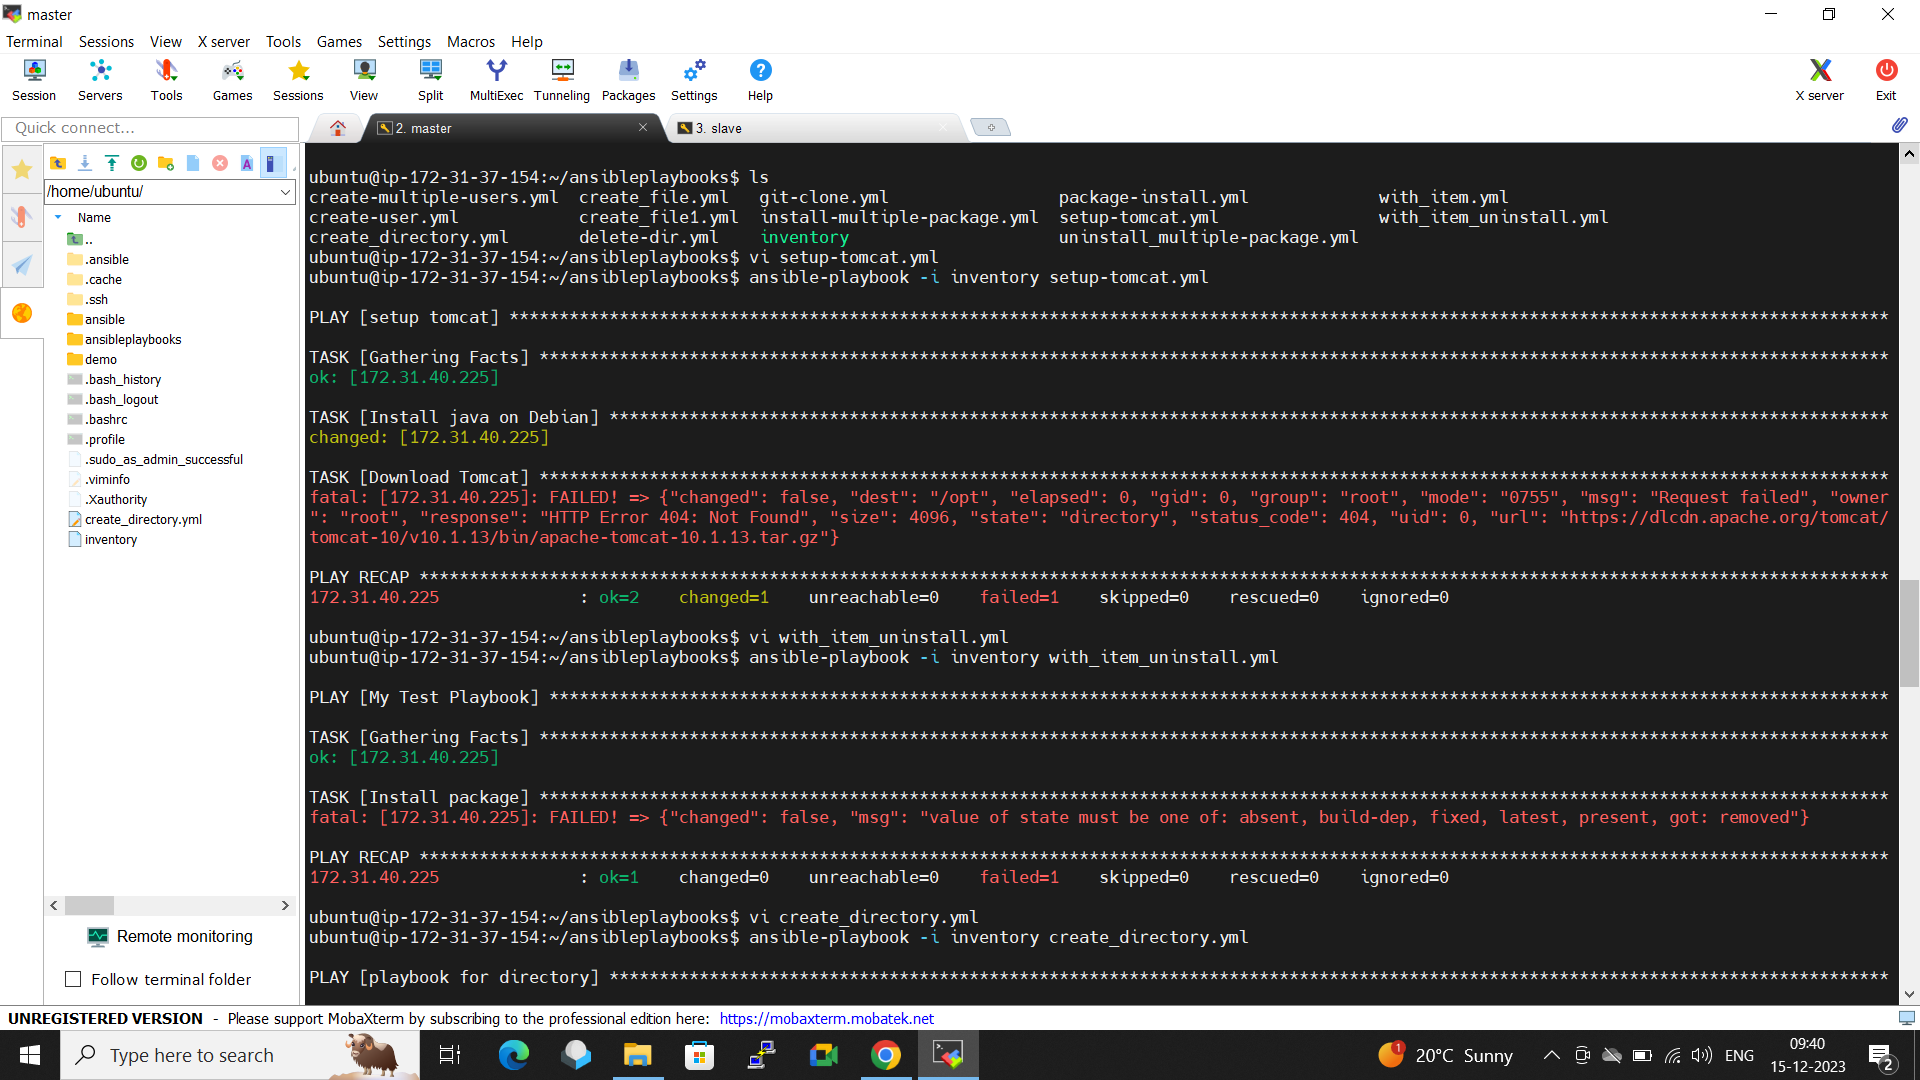 master
Terminal Sessions View X server Tools Games Settings Macros Help
Session Servers Tools Games Sessions View Split MultiExec Tunneling Packages Settings Help X server Exit
Quick connect...
2. master
3. slave
/home/ubuntu/
Name
..
.ansible
.cache
.ssh
ansible
ansibleplaybooks
demo
.bash_history
.bash_logout
.bashrc
.profile
.sudo_as_admin_successful
.viminfo
.Xauthority
create_directory.yml
inventory
Remote monitoring
Follow terminal folder
ubuntu@ip-172-31-37-154:~/ansibleplaybooks$ ls
create-multiple-users.yml create_file.yml git-clone.yml package-install.yml with_item.yml
create-user.yml create_file1.yml install-multiple-package.yml setup-tomcat.yml with_item_uninstall.yml
create_directory.yml delete-dir.yml inventory uninstall_multiple-package.yml
ubuntu@ip-172-31-37-154:~/ansibleplaybooks$ vi setup-tomcat.yml
ubuntu@ip-172-31-37-154:~/ansibleplaybooks$ ansible-playbook -i inventory setup-tomcat.yml
PLAY [setup tomcat] ******************************************************************************************************************************************
TASK [Gathering Facts] ***************************************************************************************************************************************
ok: [172.31.40.225]
TASK [Install java on Debian] ********************************************************************************************************************************
changed: [172.31.40.225]
TASK [Download Tomcat] ***************************************************************************************************************************************
fatal: [172.31.40.225]: FAILED! => {"changed": false, "dest": "/opt", "elapsed": 0, "gid": 0, "group": "root", "mode": "0755", "msg": "Request failed", "owner
": "root", "response": "HTTP Error 404: Not Found", "size": 4096, "state": "directory", "status_code": 404, "uid": 0, "url": "https://dlcdn.apache.org/tomcat/
tomcat-10/v10.1.13/bin/apache-tomcat-10.1.13.tar.gz"}
PLAY RECAP ***************************************************************************************************************************************************
172.31.40.225 : ok=2 changed=1 unreachable=0 failed=1 skipped=0 rescued=0 ignored=0
ubuntu@ip-172-31-37-154:~/ansibleplaybooks$ vi with_item_uninstall.yml
ubuntu@ip-172-31-37-154:~/ansibleplaybooks$ ansible-playbook -i inventory with_item_uninstall.yml
PLAY [My Test Playbook] **************************************************************************************************************************************
TASK [Gathering Facts] ***************************************************************************************************************************************
ok: [172.31.40.225]
TASK [Install package] ***************************************************************************************************************************************
fatal: [172.31.40.225]: FAILED! => {"changed": false, "msg": "value of state must be one of: absent, build-dep, fixed, latest, present, got: removed"}
PLAY RECAP ***************************************************************************************************************************************************
172.31.40.225 : ok=1 changed=0 unreachable=0 failed=1 skipped=0 rescued=0 ignored=0
ubuntu@ip-172-31-37-154:~/ansibleplaybooks$ vi create_directory.yml
ubuntu@ip-172-31-37-154:~/ansibleplaybooks$ ansible-playbook -i inventory create_directory.yml
PLAY [playbook for directory] ********************************************************************************************************************************
UNREGISTERED VERSION - Please support MobaXterm by subscribing to the professional edition here: https://mobaxterm.mobatek.net
Type here to search
1
20°C Sunny
ENG
09:40
15-12-2023
2